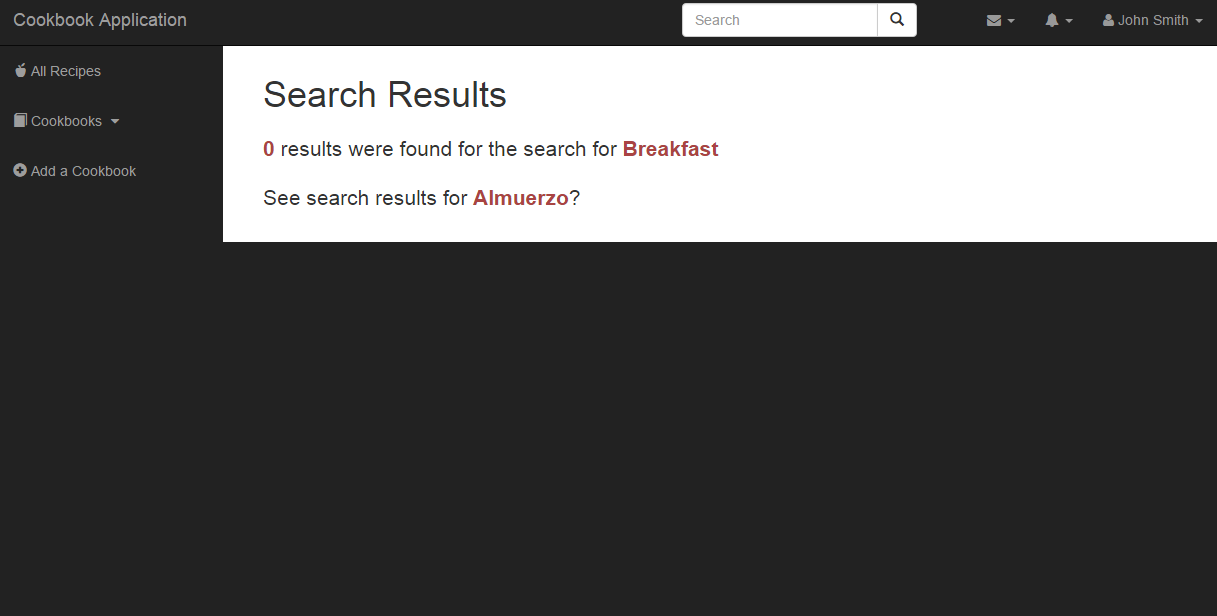 Cookbook Application
Search
John Smith
All Recipes
Cookbooks
Add a Cookbook
Search Results
0 results were found for the search for Breakfast
See search results for Almuerzo?